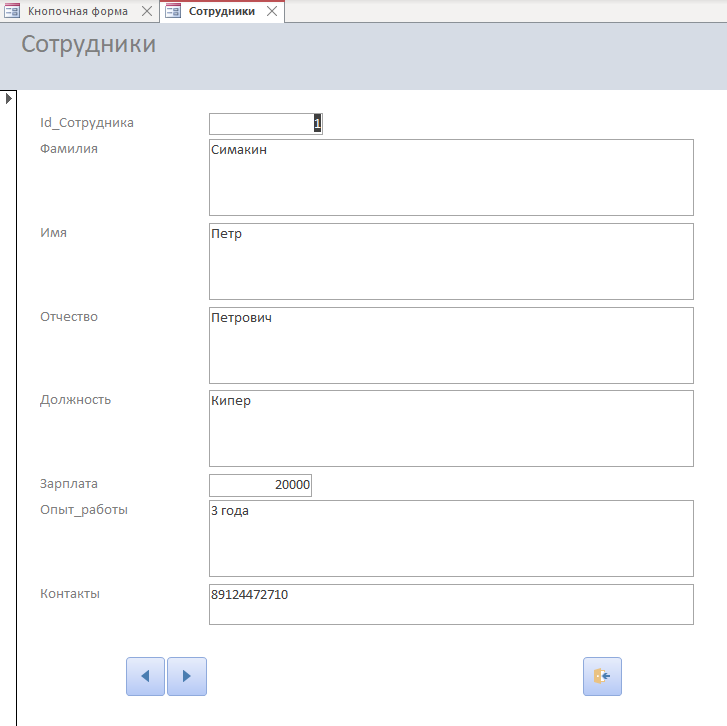 Кнопочная форма
Сотрудники
Сотрудники
Id_Сотрудника 1
Фамилия Симакин
Имя Петр
Отчество Петрович
Должность Кипер
Зарплата 20000
Опыт_работы 3 года
Контакты 89124472710